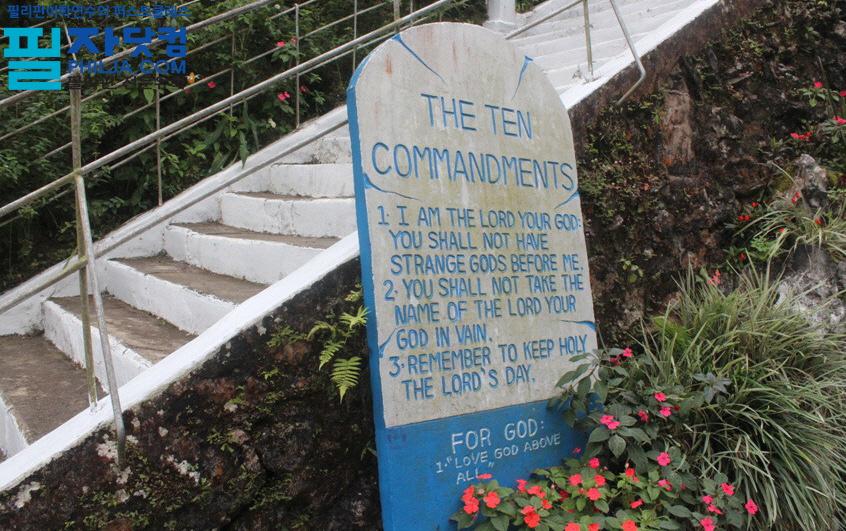 필리핀어학연수의 퍼스트클래스
필자닷컴
PHILJA.COM
THE TEN
COMMANDMENTS
1. I AM THE LORD YOUR GOD:
YOU SHALL NOT HAVE
STRANGE GODS BEFORE ME.
2. YOU SHALL NOT TAKE THE
NAME OF THE LORD YOUR
GOD IN VAIN.
3. REMEMBER TO KEEP HOLY
THE LORD'S DAY.
FOR GOD:
1. "LOVE GOD ABOVE
ALL"